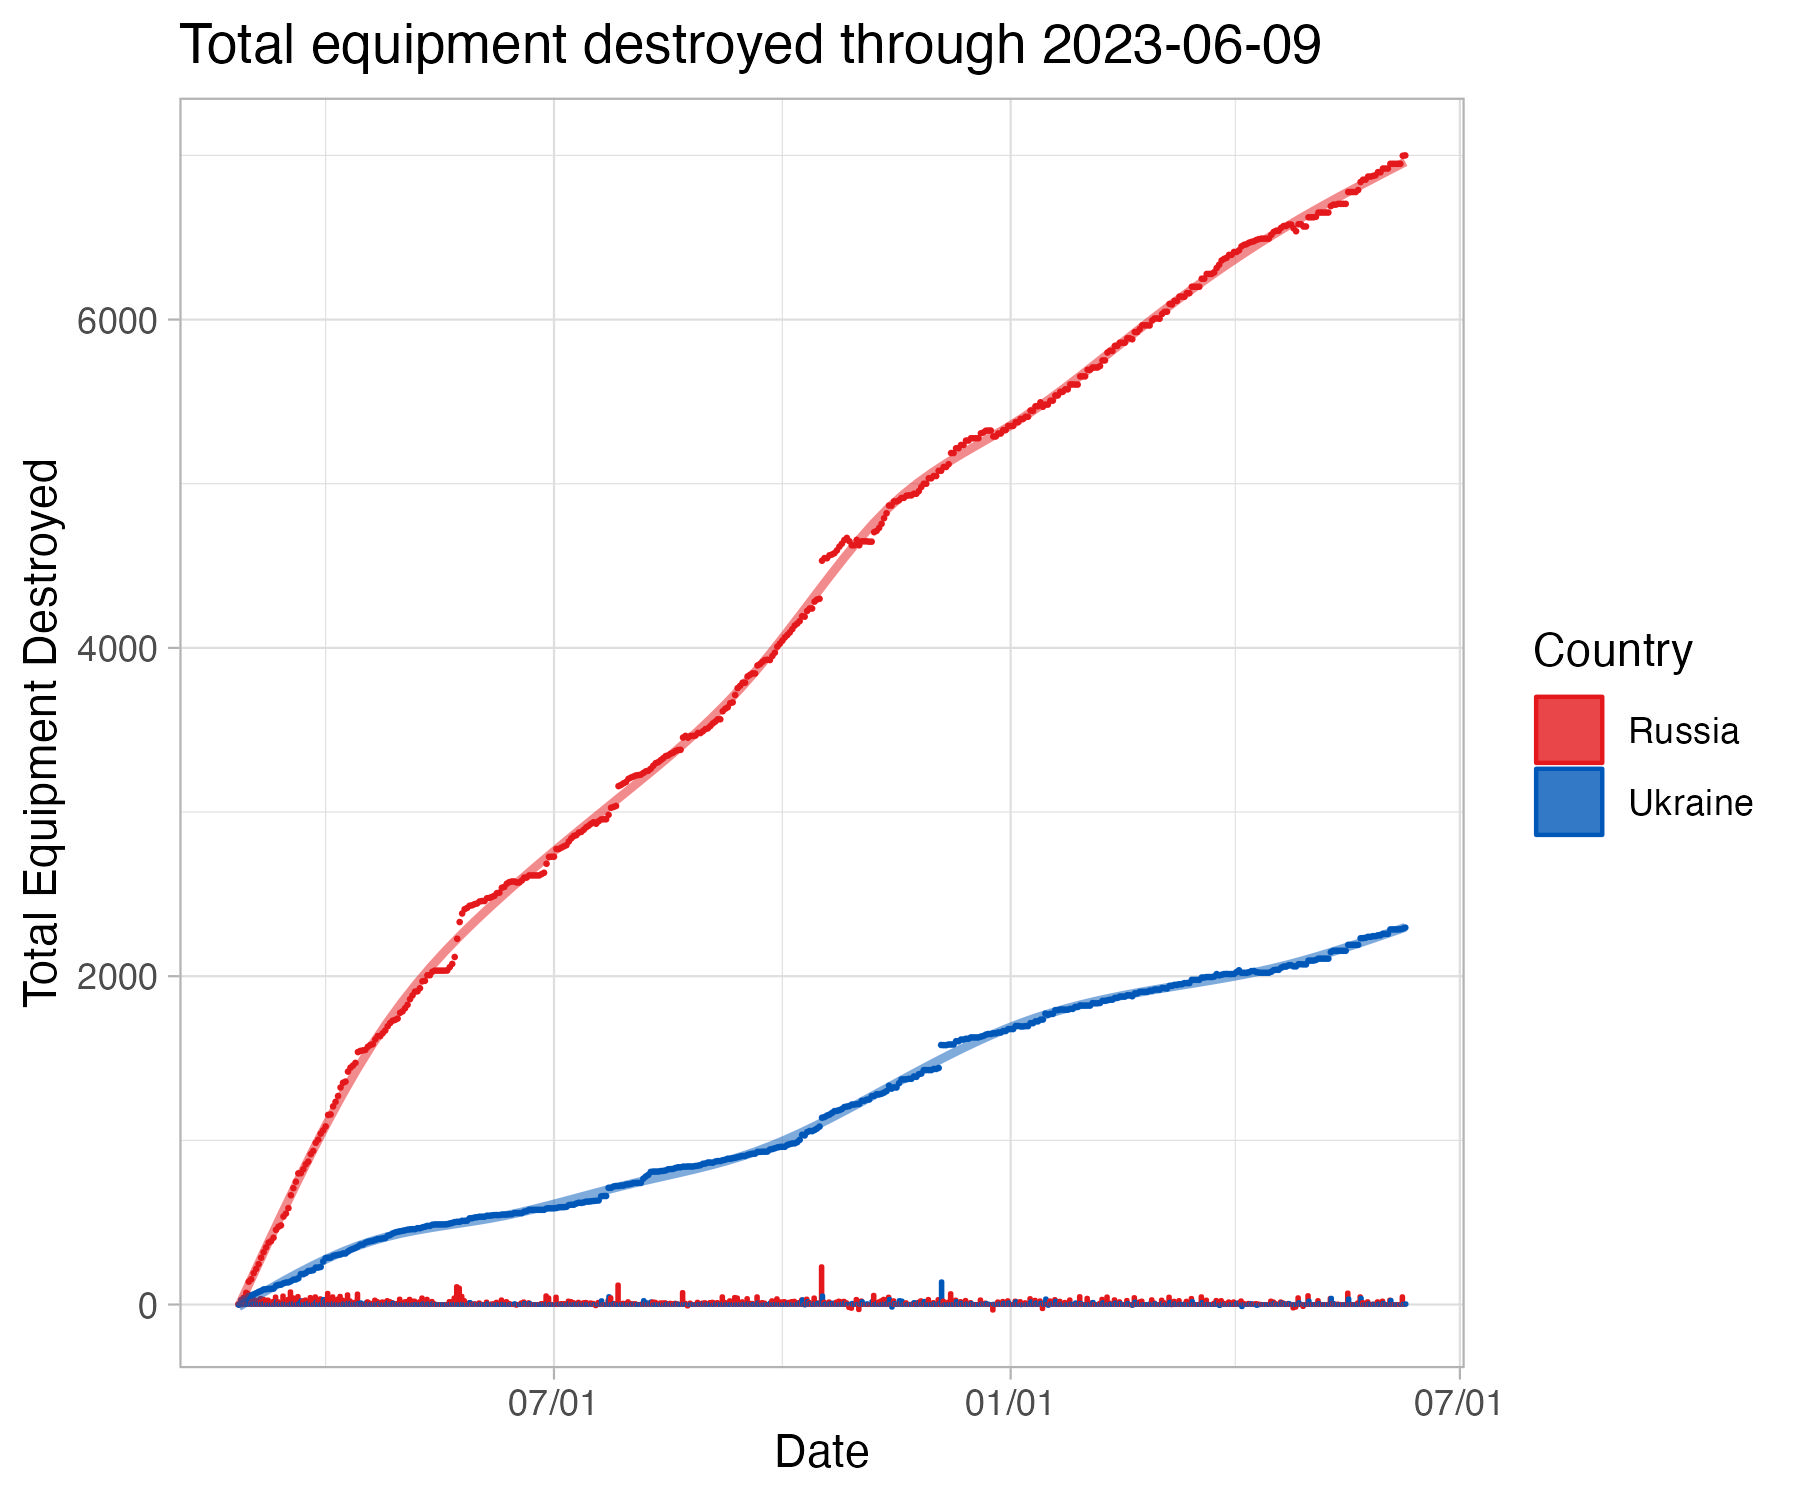 Total equipment destroyed through 2023-06-09
Total Equipment Destroyed
6000
4000
2000
0
07/01
01/01
07/01
Date
Country
Russia
Ukraine